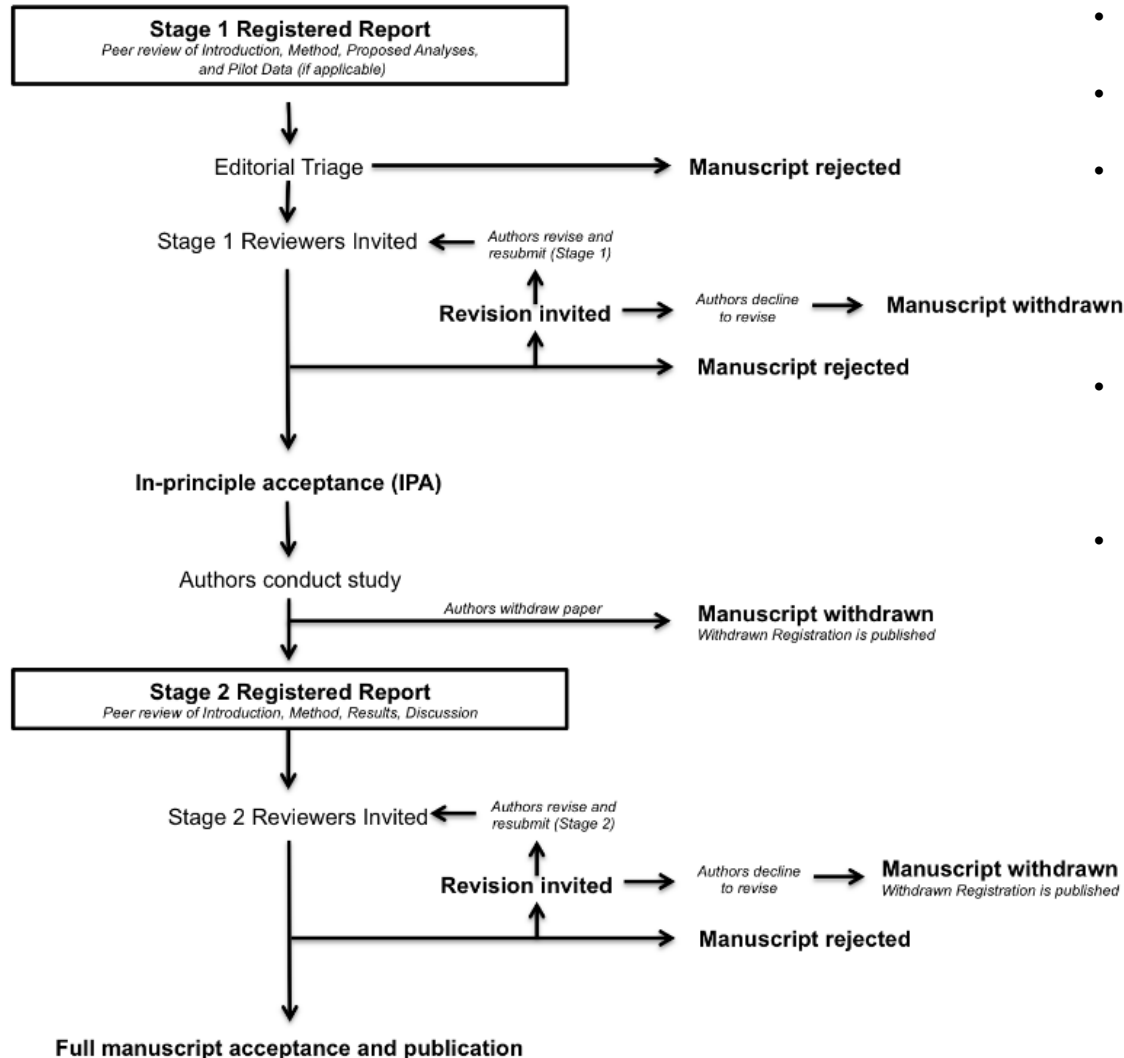 Stage 1 Registered Report
Peer review of Introduction, Method, Proposed Analyses,
and Pilot Data (if applicable)
Editorial Triage
Manuscript rejected
Stage 1 Reviewers Invited
Authors revise and
resubmit (Stage 1)
Revision invited
Authors decline
to revise
Manuscript withdrawn
Manuscript rejected
In-principle acceptance (IPA)
Authors conduct study
Authors withdraw paper
Manuscript withdrawn
Withdrawn Registration is published
Stage 2 Registered Report
Peer review of Introduction, Method, Results, Discussion
Stage 2 Reviewers Invited
Authors revise and
resubmit (Stage 2)
Revision invited
Authors decline
to revise
Manuscript withdrawn
Withdrawn Registration is published
Manuscript rejected
Full manuscript acceptance and publication